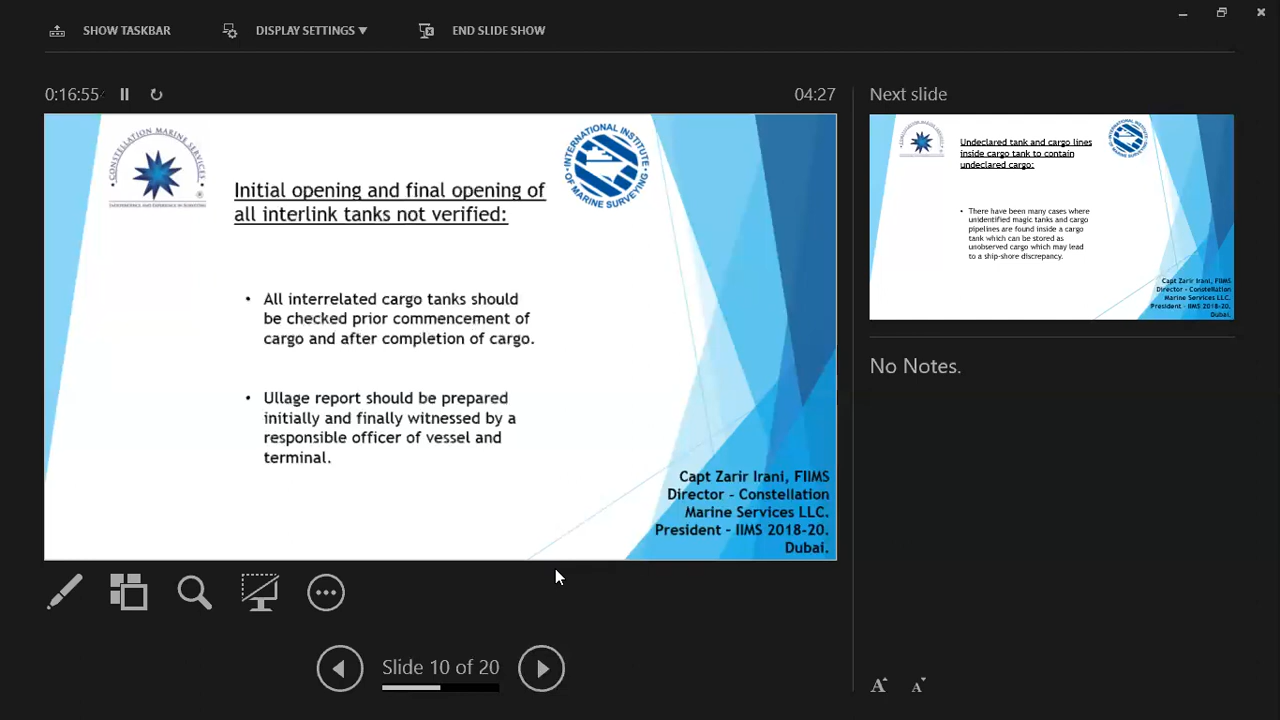 SHOW TASKBAR
DISPLAY SETTINGS ▾
END SLIDE SHOW
0:16:55
04:27
CONSTELLATION MARINE SERVICES
INTERNATIONAL INSTITUTE
OF MARINE SURVEYING
Initial opening and final opening of
all interlink tanks not verified:
• All interrelated cargo tanks should
be checked prior commencement of
cargo and after completion of cargo.
• Ullage report should be prepared
initially and finally witnessed by a
responsible officer of vessel and
terminal.
Capt Zarir Irani, FIIMS
Director - Constellation
Marine Services LLC.
President - IIMS 2018-20.
Dubai.
Slide 10 of 20
Next slide
Undeclared tank and cargo lines
inside cargo tank to contain
undeclared cargo:
• There have been many cases where
unidentified magic tanks and cargo
pipelines are found inside a cargo
tank which can be stored as
unobserved cargo which may lead
to a ship-shore discrepancy.
Capt Zarir Irani, FIIMS
Director - Constellation
Marine Services LLC.
President - IIMS 2018-20.
Dubai.
No Notes.
A A